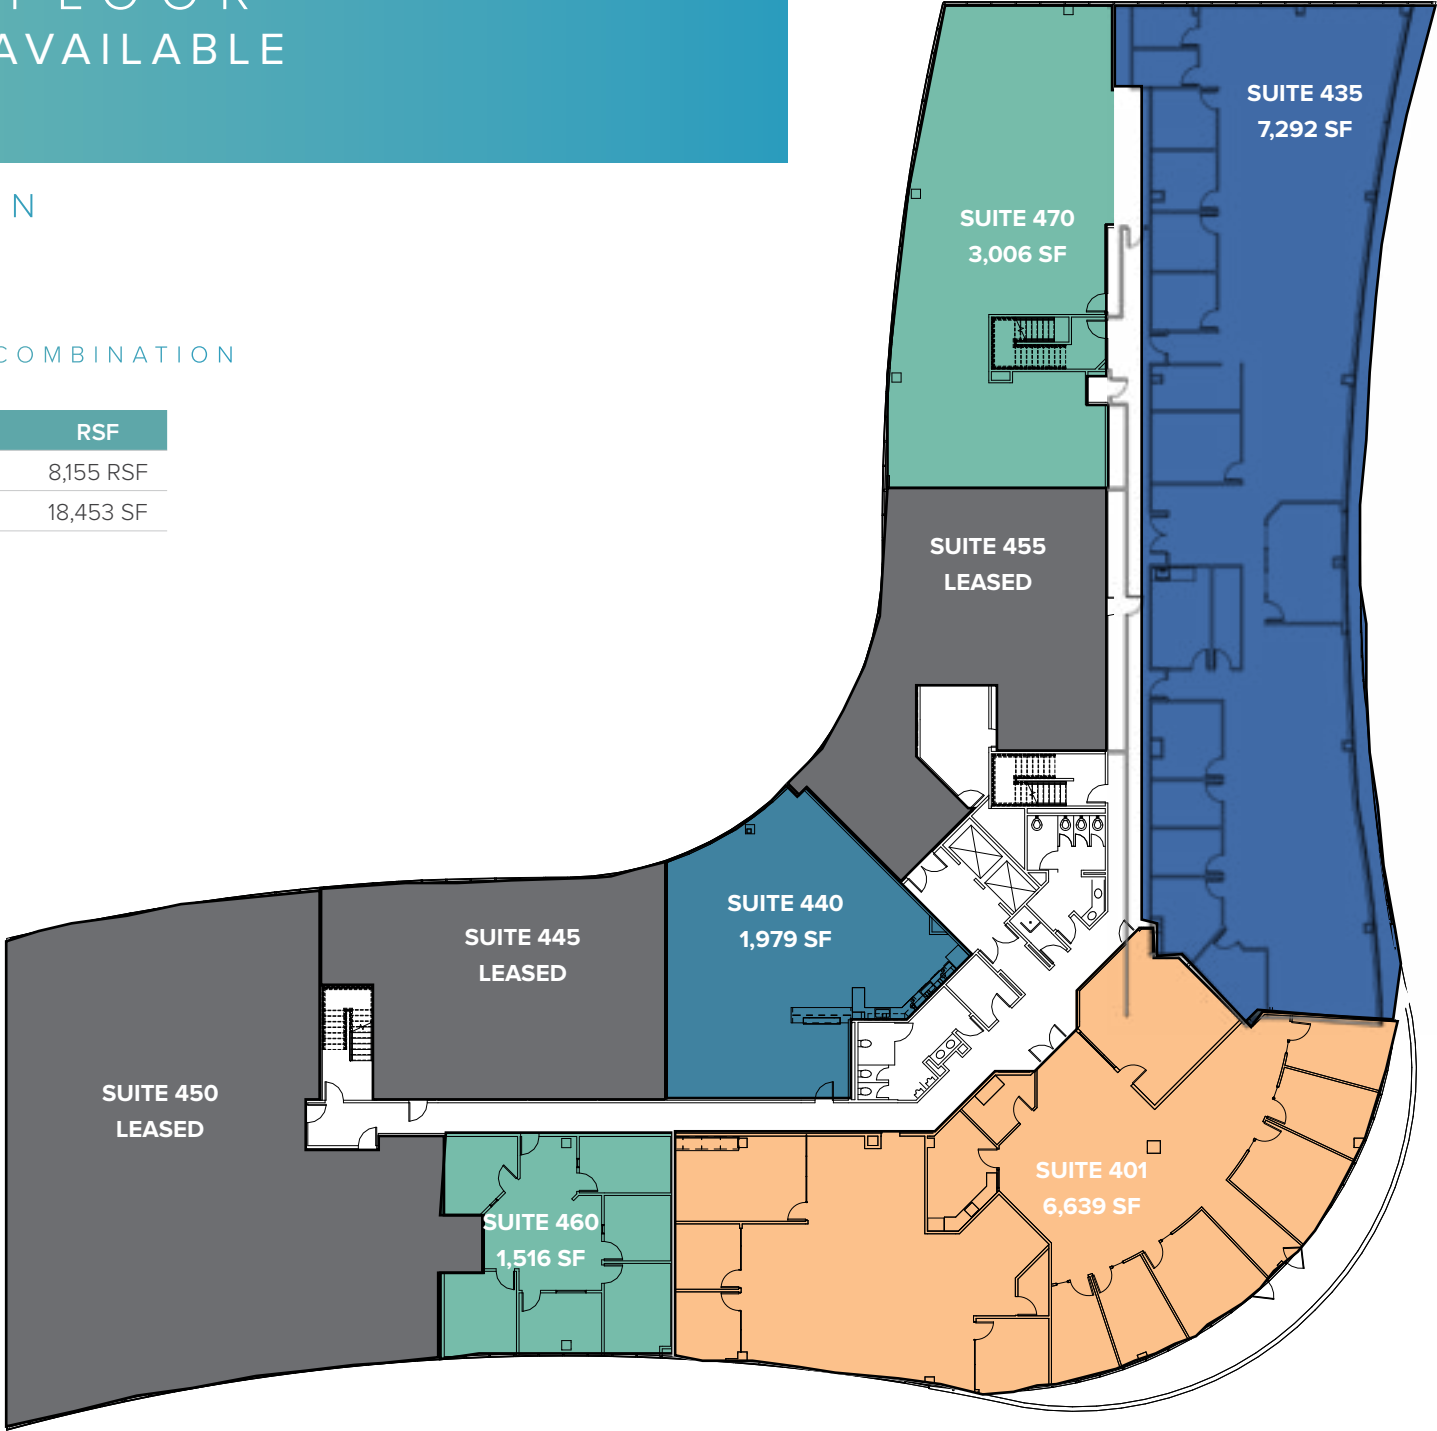 FLOOR
AVAILABLE
N
COMBINATION
RSF
8,155 RSF
18,453 SF
SUITE 435
7,292 SF
SUITE 470
3,006 SF
SUITE 455
LEASED
SUITE 440
1,979 SF
SUITE 445
LEASED
SUITE 450
LEASED
SUITE 460
1,516 SF
SUITE 401
6,639 SF